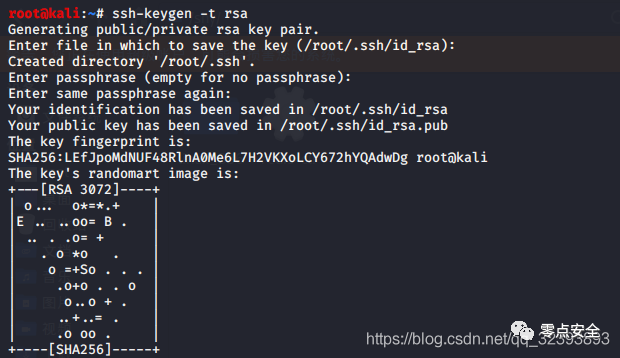 root@kali:~# ssh-keygen -t rsa
Generating public/private rsa key pair.
Enter file in which to save the key (/root/.ssh/id_rsa):
Created directory '/root/.ssh'.
Enter passphrase (empty for no passphrase):
Enter same passphrase again:
Your identification has been saved in /root/.ssh/id_rsa
Your public key has been saved in /root/.ssh/id_rsa.pub
The key fingerprint is:
SHA256:LEfJpoMdNUF48RlnA0Me6L7H2VKXoLCY672hYQAdwDg root@kali
The key's randomart image is:
+---[RSA 3072]----+
| o...  o*=*.+    |
|E .. ..oo= B .   |
| .. . .o= +      |
|   . o *o   .    |
|    o =+So . . . |
|     .o+o . . o  |
|      o..o + .   |
|     ..+..= .    |
|     .o oo .     |
+----[SHA256]-----+
零点安全
https://blog.csdn.net/qq_32393893